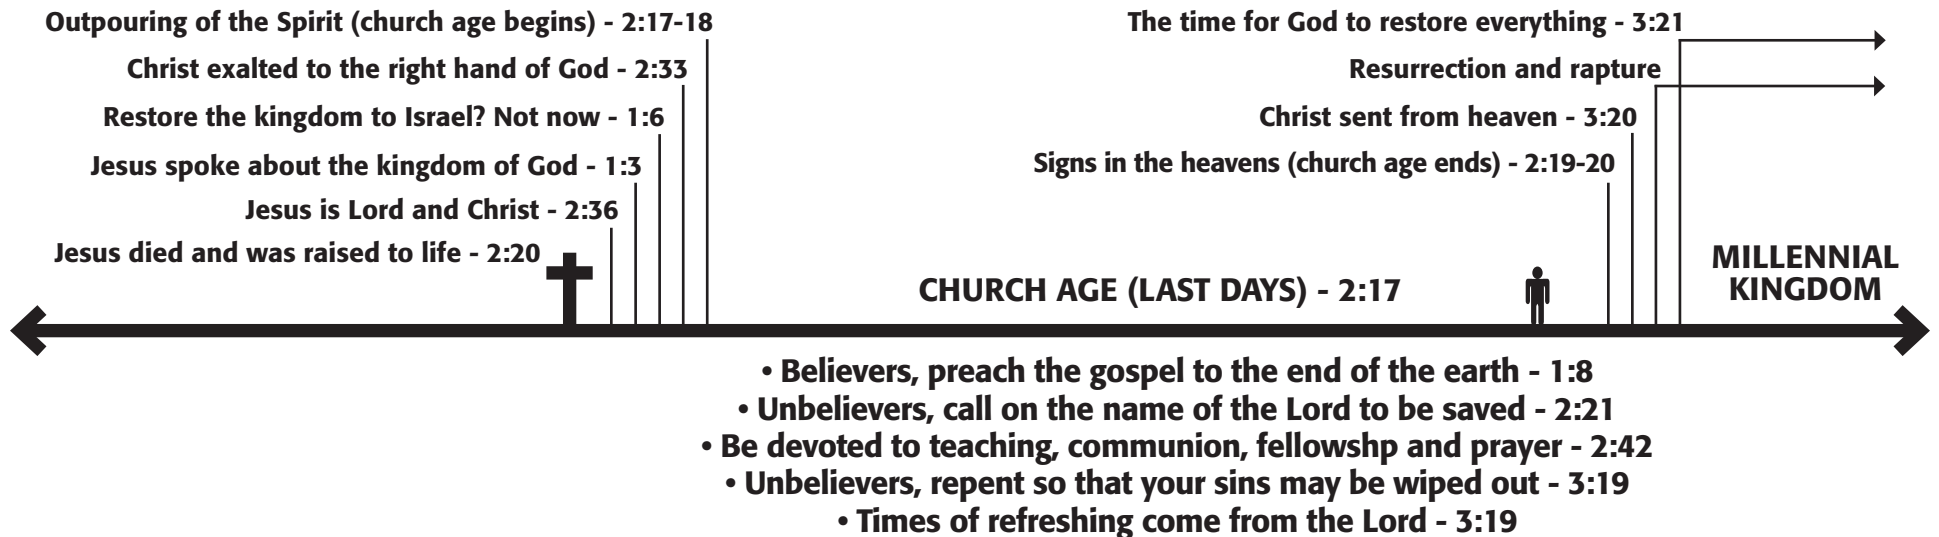 Outpouring of the Spirit (church age begins) - 2:17-18
Christ exalted to the right hand of God - 2:33
Restore the kingdom to Israel? Not now - 1:6
Jesus spoke about the kingdom of God - 1:3
Jesus is Lord and Christ - 2:36
Jesus died and was raised to life - 2:20
The time for God to restore everything - 3:21
Resurrection and rapture
Christ sent from heaven - 3:20
Signs in the heavens (church age ends) - 2:19-20
CHURCH AGE (LAST DAYS) - 2:17
MILLENNIAL
KINGDOM
• Believers, preach the gospel to the end of the earth - 1:8
• Unbelievers, call on the name of the Lord to be saved - 2:21
• Be devoted to teaching, communion, fellowshp and prayer - 2:42
• Unbelievers, repent so that your sins may be wiped out - 3:19
• Times of refreshing come from the Lord - 3:19